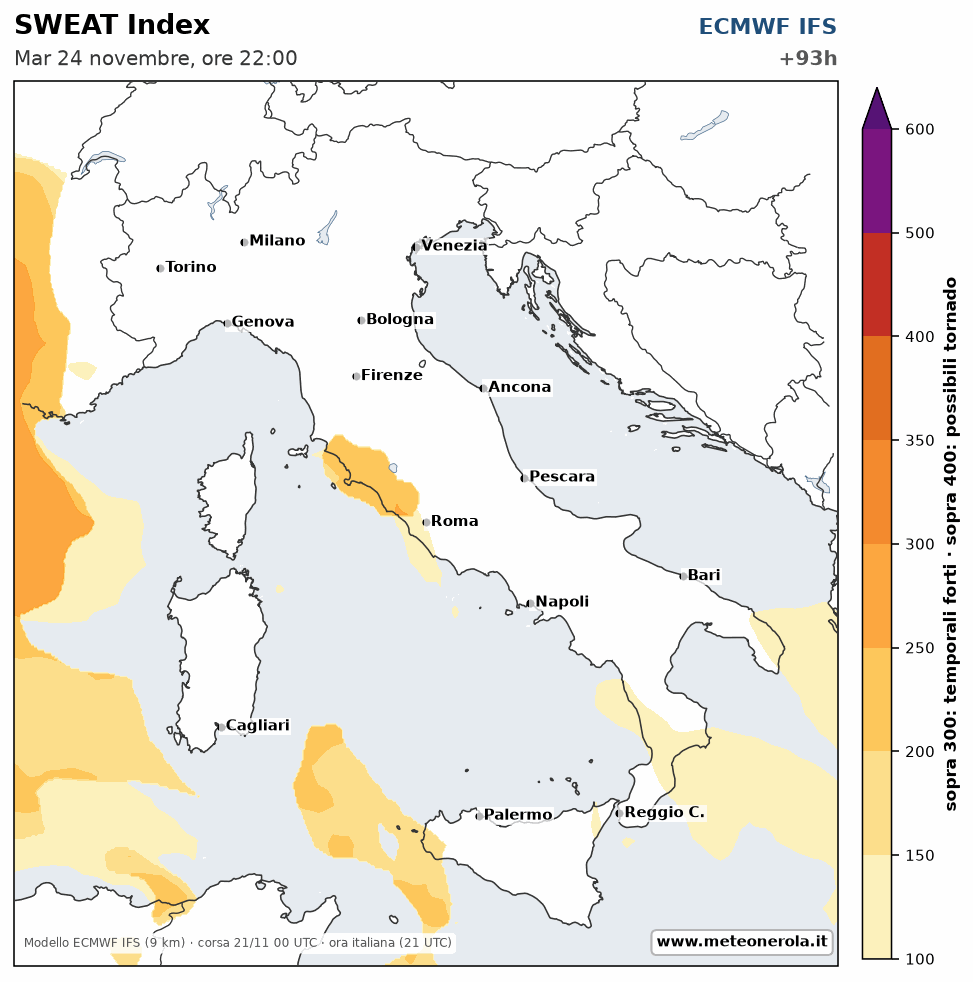 SWEAT Index
ECMWF IFS
Mar 24 novembre, ore 22:00
+93h
Milano
Venezia
Torino
Genova
Bologna
Firenze
Ancona
Pescara
Roma
Bari
Napoli
Cagliari
Palermo
Reggio C.
600
500
400
350
300
250
200
150
100
sopra 300: temporali forti · sopra 400: possibili tornado
Modello ECMWF IFS (9 km) · corsa 21/11 00 UTC · ora italiana (21 UTC)
www.meteonerola.it